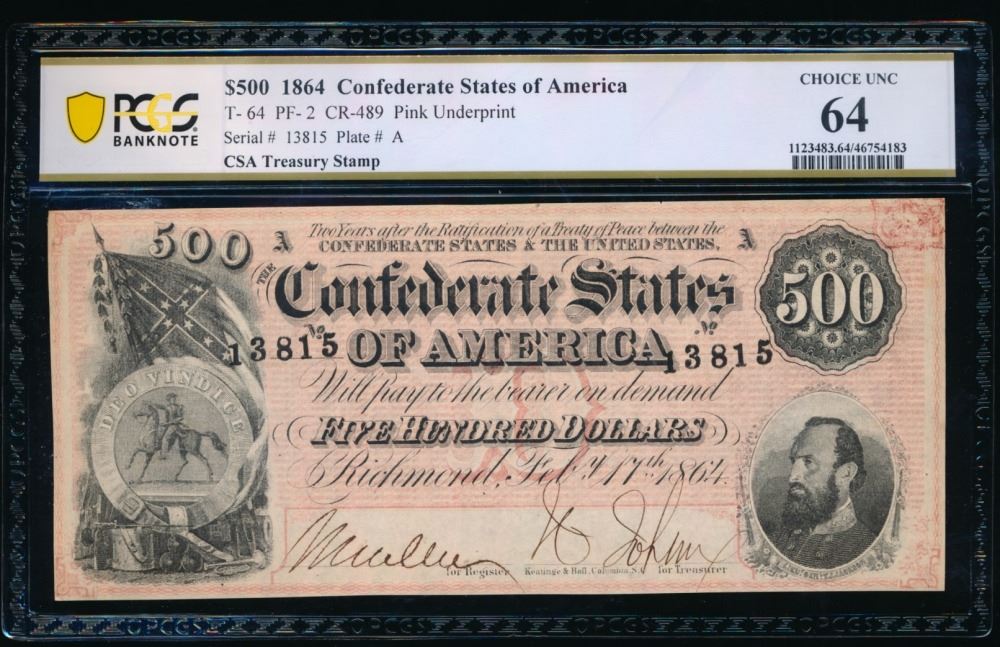 PCGS
BANKNOTE
$500 1864 Confederate States of America
T- 64 PF- 2 CR-489 Pink Underprint
Serial # 13815 Plate # A
CSA Treasury Stamp
CHOICE UNC
64
1123483.64/46754183
500 A Two Years after the Ratification of a Treaty of Peace between the A
CONFEDERATE STATES & THE UNITED STATES,
THE
Confederate States
500
No 13815 OF AMERICA No 13815
Will pay to the bearer on demand
DEO VINDICE
FIVE HUNDRED DOLLARS
Richmond, Feby 17th 1864.
for Register Keatinge & Ball, Columbia, S.C. for Treasurer
PCGS